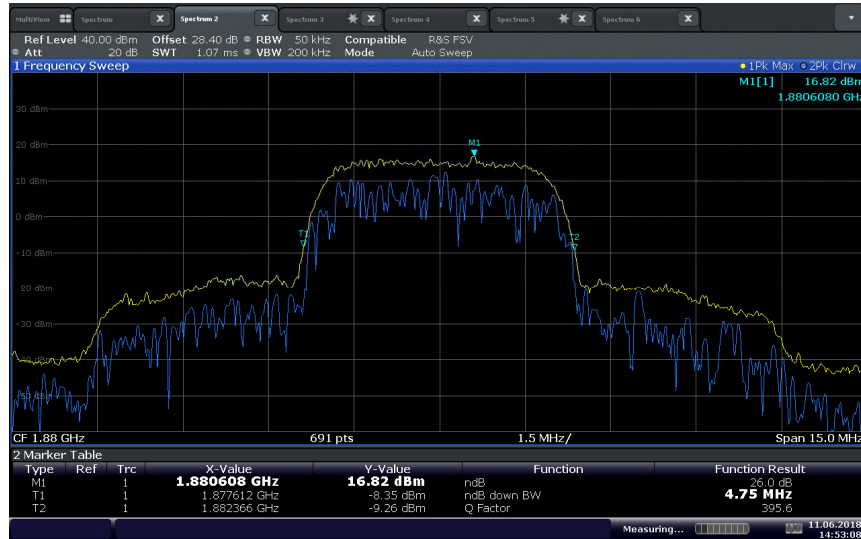 MultiView Spectrum X Spectrum 2 X Spectrum 3 X Spectrum 4 X Spectrum 5 X Spectrum 6 X
Ref Level 40.00 dBm Offset 28.40 dB RBW 50 kHz Compatible R&S FSV
Att 20 dB SWT 1.07 ms VBW 200 kHz Mode Auto Sweep
1 Frequency Sweep 1Pk Max 2Pk Clrw
M1[1] 16.82 dBm
1.8806080 GHz
30 dBm
20 dBm
M1
10 dBm
0 dBm
T1 T2
-10 dBm
20 dBm
-30 dBm
CF 1.88 GHz 691 pts 1.5 MHz/ Span 15.0 MHz
2 Marker Table
Type Ref Trc X-Value Y-Value Function Function Result
M1 1 1.880608 GHz 16.82 dBm ndB 26.0 dB
T1 1 1.877612 GHz -8.35 dBm ndB down BW 4.75 MHz
T2 1 1.882366 GHz -9.26 dBm Q Factor 395.6
Measuring... 11.06.2018
14:53:08